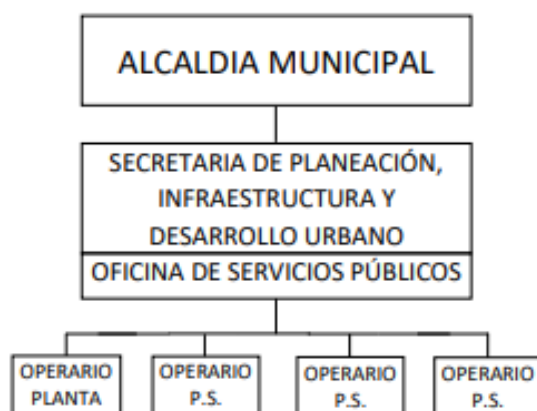 ALCALDIA MUNICIPAL
SECRETARIA DE PLANEACIÓN,
INFRAESTRUCTURA Y
DESARROLLO URBANO
OFICINA DE SERVICIOS PÚBLICOS
OPERARIO
PLANTA
OPERARIO
P.S.
OPERARIO
P.S.
OPERARIO
P.S.